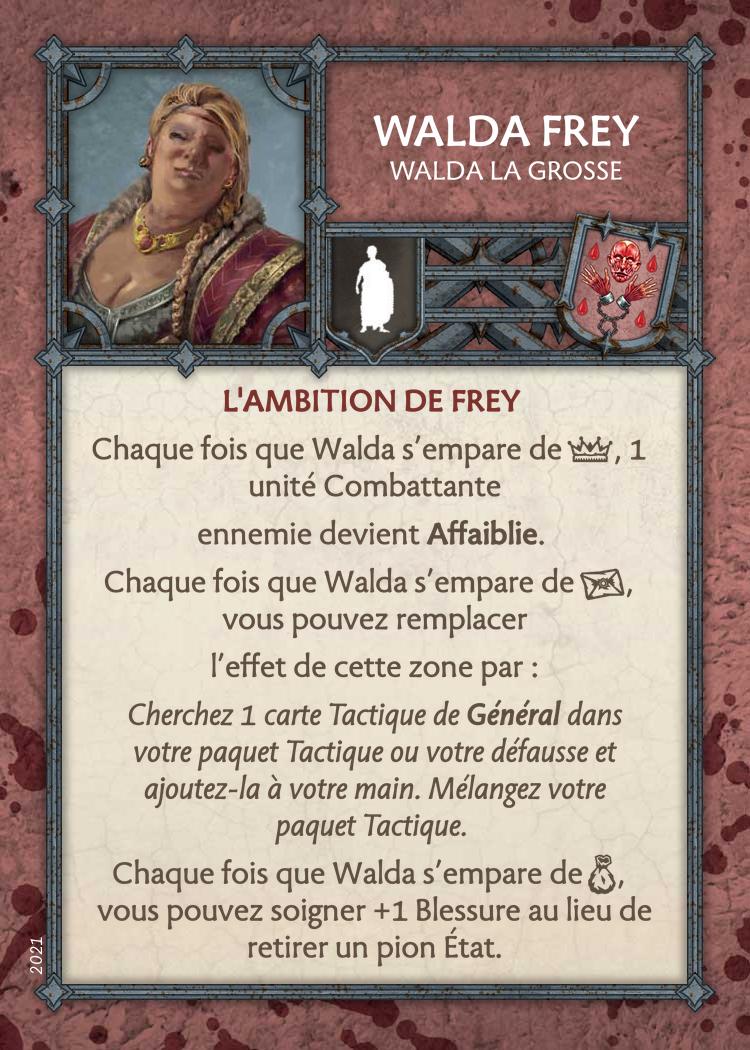 WALDA FREY
WALDA LA GROSSE
L'AMBITION DE FREY
Chaque fois que Walda s’empare de , 1
unité Combattante
ennemie devient Affaiblie.
Chaque fois que Walda s’empare de ,
vous pouvez remplacer
l’effet de cette zone par :
Cherchez 1 carte Tactique de Général dans
votre paquet Tactique ou votre défausse et
ajoutez-la à votre main. Mélangez votre
paquet Tactique.
Chaque fois que Walda s’empare de ,
vous pouvez soigner +1 Blessure au lieu de
retirer un pion État.
2021